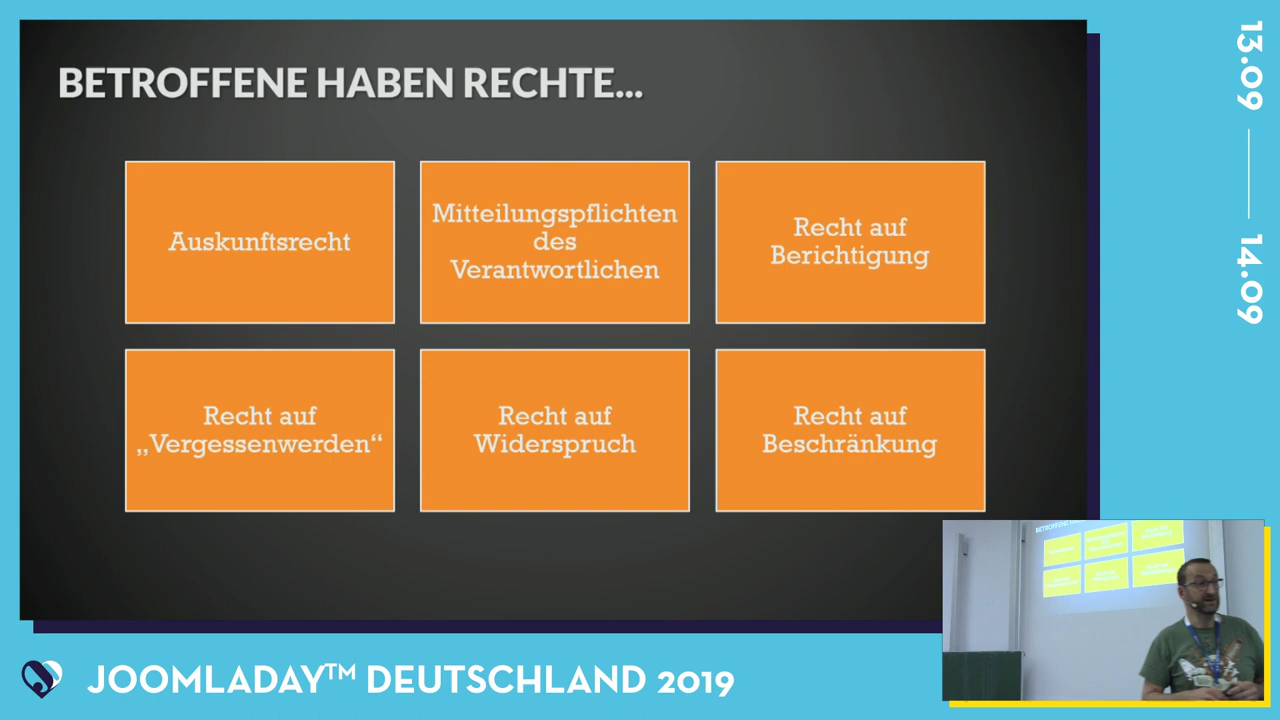 BETROFFENE HABEN RECHTE...
Auskunftsrecht
Mitteilungspflichten
des
Verantwortlichen
Recht auf
Berichtigung
Recht auf
„Vergessenwerden“
Recht auf
Widerspruch
Recht auf
Beschränkung
13.09
14.09
JOOMLADAY™ DEUTSCHLAND 2019